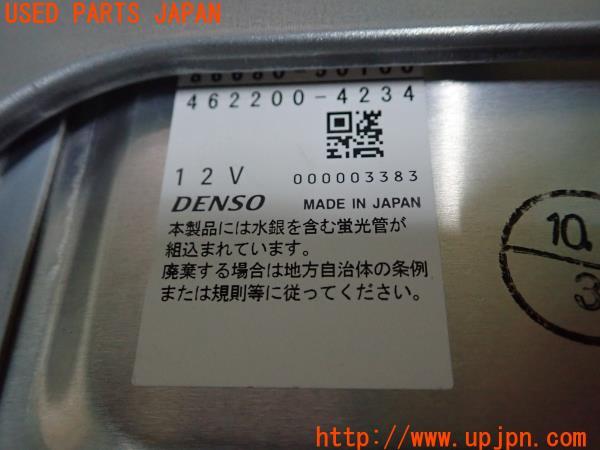 USED PARTS JAPAN
462200-4234
12V 000003383
DENSO MADE IN JAPAN
本製品には水銀を含む蛍光管が
組込まれています。
廃棄する場合は地方自治体の条例
または規則等に従ってください。
10.
http://www.upjpn.com